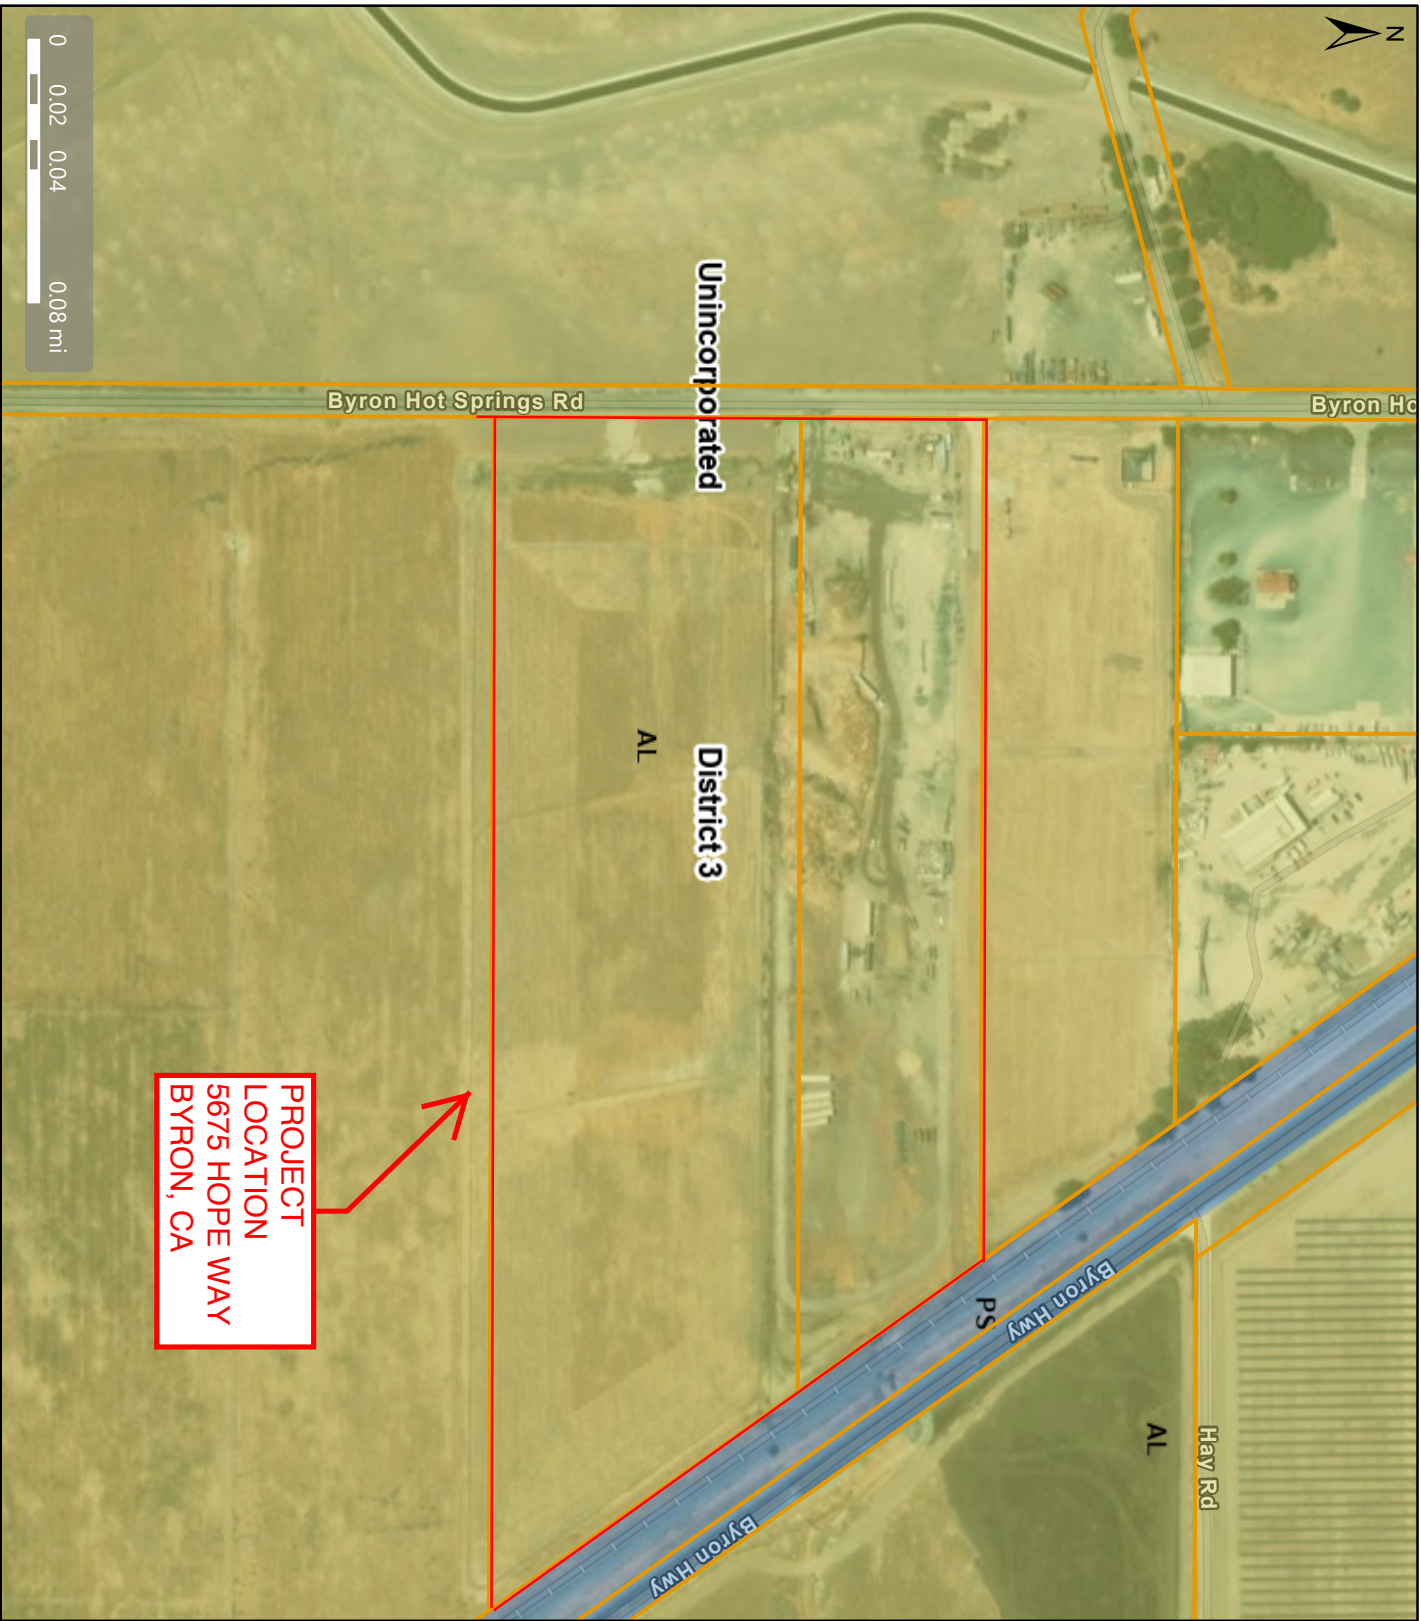 N
0 0.02 0.04 0.08 mi
Unincorporated
Byron Hot Springs Rd
Byron Ho
District 3
AL
PS
Byron Hwy
Byron Hwy
AL
Hay Rd
PROJECT
LOCATION
5675 HOPE WAY
BYRON, CA